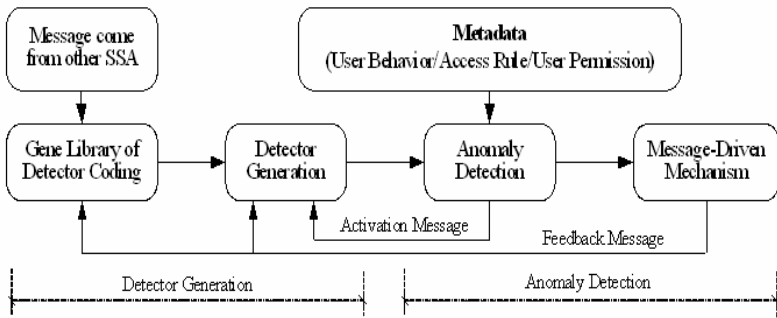 Message come
from other SSA
Metadata
(User Behavior/Access Rule/User Permission)
Gene Library of
Detector Coding
Detector
Generation
Anomaly
Detection
Message-Driven
Mechanism
Activation Message
Feedback Message
Detector Generation
Anomaly Detection